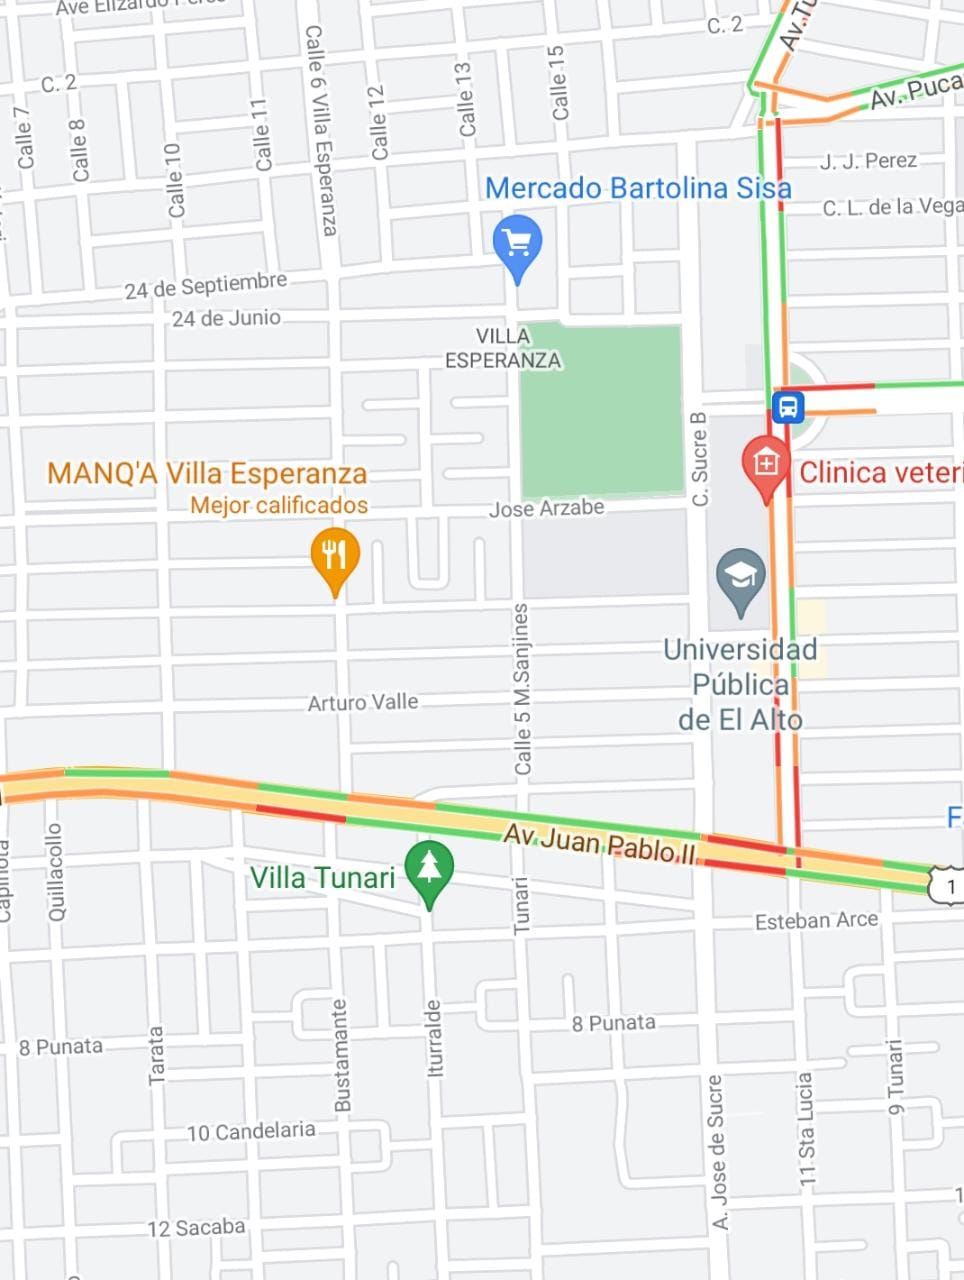 Ave Elizardo Perez
C. 2
Av. Tu
C. 2
Av. Puca
Calle 7
Calle 8
Calle 10
Calle 11
Calle 6 Villa Esperanza
Calle 12
Calle 13
Calle 15
J. J. Perez
C. L. de la Vega
Mercado Bartolina Sisa
24 de Septiembre
24 de Junio
VILLA
ESPERANZA
C. Sucre B
MANQ'A Villa Esperanza
Mejor calificados
Clinica veteri
Jose Arzabe
Universidad
Pública
de El Alto
Calle 5 M.Sanjines
Arturo Valle
F
Av Juan Pablo II
1
Capinota
Quillacollo
Villa Tunari
Tunari
Esteban Arce
8 Punata
8 Punata
Tarata
Bustamante
Iturralde
A. Jose de Sucre
11 Sta Lucia
9 Tunari
10 Candelaria
12 Sacaba
1